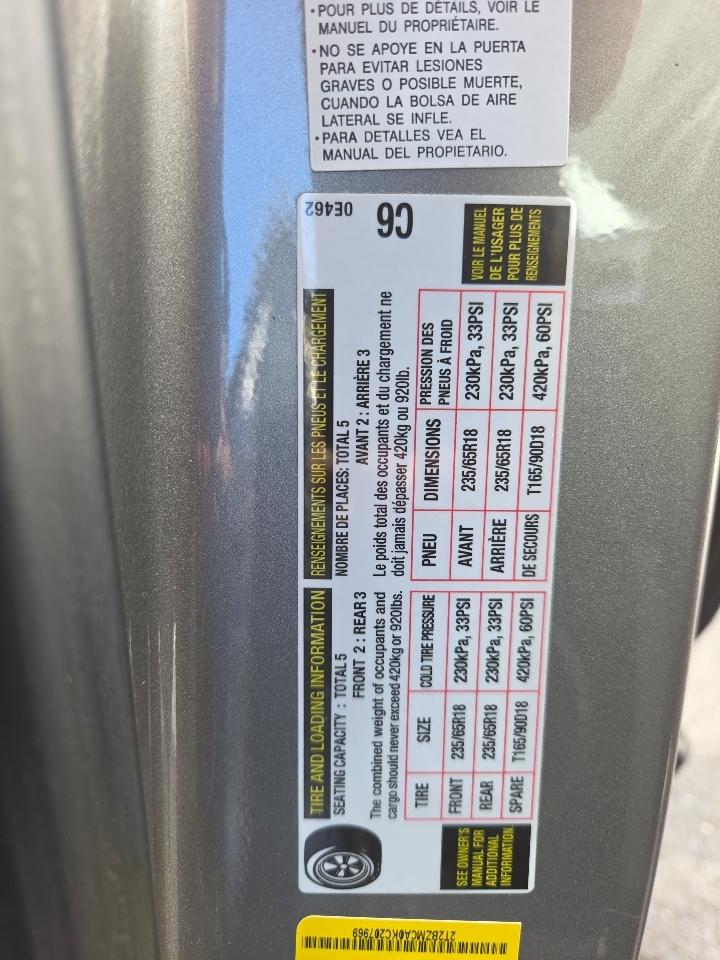 •POUR PLUS DE DÉTAILS, VOIR LE
MANUEL DU PROPRIÉTAIRE.
•NO SE APOYE EN LA PUERTA
PARA EVITAR LESIONES
GRAVES O POSIBLE MUERTE,
CUANDO LA BOLSA DE AIRE
LATERAL SE INFLE.
•PARA DETALLES VEA EL
MANUAL DEL PROPIETARIO.
0E462
C6
TIRE AND LOADING INFORMATION
SEATING CAPACITY : TOTAL 5
FRONT 2 : REAR 3
The combined weight of occupants and
cargo should never exceed 420kg or 920lbs.
TIRE SIZE COLD TIRE PRESSURE
FRONT 235/65R18 230kPa, 33PSI
REAR 235/65R18 230kPa, 33PSI
SPARE T165/90D18 420kPa, 60PSI
SEE OWNER'S
MANUAL FOR
ADDITIONAL
INFORMATION
RENSEIGNEMENTS SUR LES PNEUS ET LE CHARGEMENT
NOMBRE DE PLACES: TOTAL 5
AVANT 2 : ARRIÈRE 3
Le poids total des occupants et du chargement ne
doit jamais dépasser 420kg ou 920lb.
PNEU DIMENSIONS PRESSION DES
PNEUS À FROID
AVANT 235/65R18 230kPa, 33PSI
ARRIÈRE 235/65R18 230kPa, 33PSI
DE SECOURS T165/90D18 420kPa, 60PSI
VOIR LE MANUEL
DE L'USAGER
POUR PLUS DE
RENSEIGNEMENTS
2T2BZMCA0KC207969